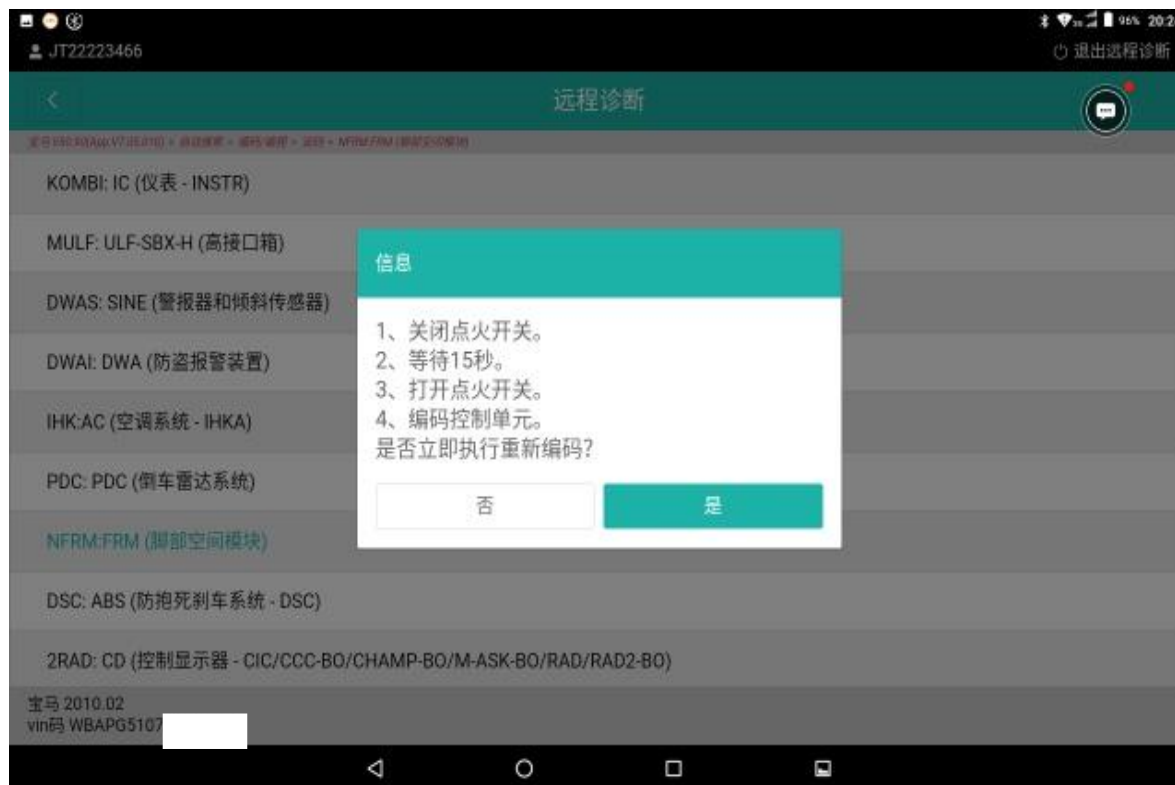 96% 20:2
JT22223466
退出远程诊断
远程诊断
KOMBI: IC (仪表 - INSTR)
MULF: ULF-SBX-H (高接口箱)
DWAS: SINE (警报器和倾斜传感器)
DWAI: DWA (防盗报警装置)
IHK:AC (空调系统 - IHKA)
PDC: PDC (倒车雷达系统)
NFRM:FRM (脚部空间模块)
DSC: ABS (防抱死刹车系统 - DSC)
2RAD: CD (控制显示器 - CIC/CCC-BO/CHAMP-BO/M-ASK-BO/RAD/RAD2-BO)
信息
1、关闭点火开关。
2、等待15秒。
3、打开点火开关。
4、编码控制单元。
是否立即执行重新编码?
否
是
宝马 2010.02
vin码 WBAPG5107